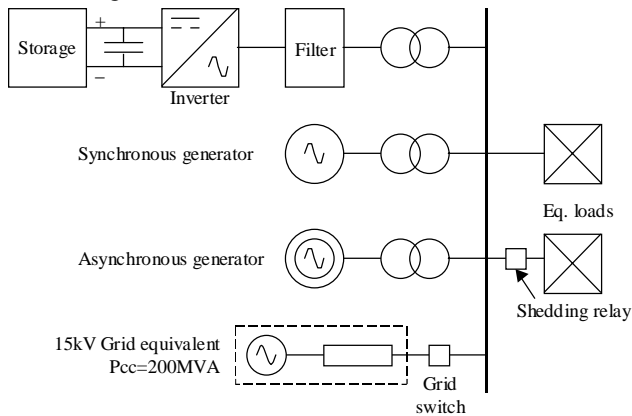 +
Storage
Filter
–
Inverter
Synchronous generator
Eq. loads
Asynchronous generator
Shedding relay
15kV Grid equivalent
Pcc=200MVA
Grid
switch